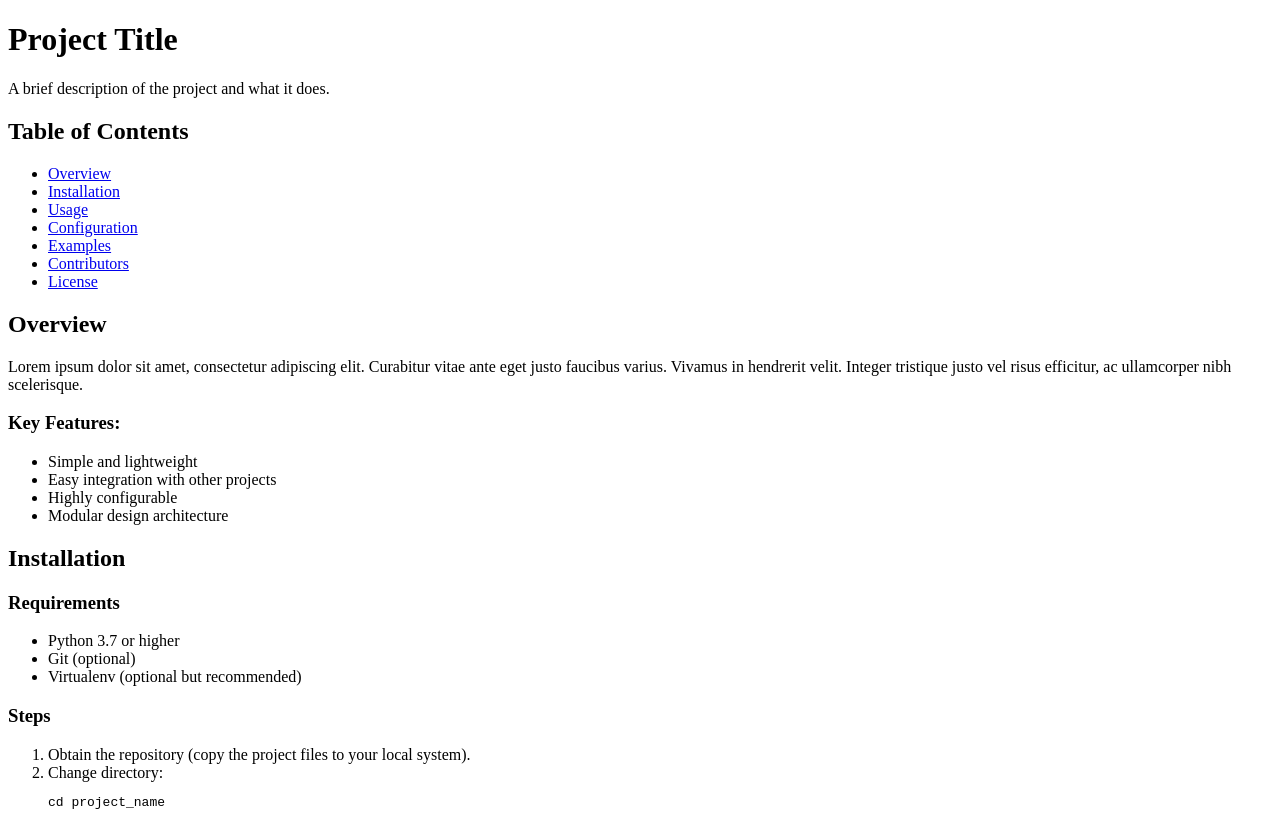 Project Title
A brief description of the project and what it does.
Table of Contents
Overview
Installation
Usage
Configuration
Examples
Contributors
License
Overview
Lorem ipsum dolor sit amet, consectetur adipiscing elit. Curabitur vitae ante eget justo faucibus varius. Vivamus in hendrerit velit. Integer tristique justo vel risus efficitur, ac ullamcorper nibh
scelerisque.
Key Features:
Simple and lightweight
Easy integration with other projects
Highly configurable
Modular design architecture
Installation
Requirements
Python 3.7 or higher
Git (optional)
Virtualenv (optional but recommended)
Steps
1. Obtain the repository (copy the project files to your local system).
2. Change directory:
cd project_name